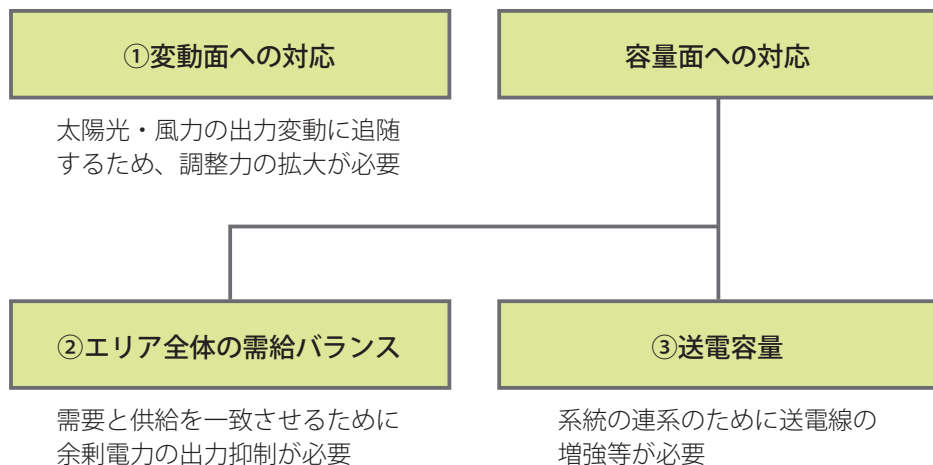 ①変動面への対応
太陽光・風力の出力変動に追随
するため、調整力の拡大が必要
容量面への対応
②エリア全体の需給バランス
需要と供給を一致させるために
余剰電力の出力抑制が必要
③送電容量
系統の連系のために送電線の
増強等が必要